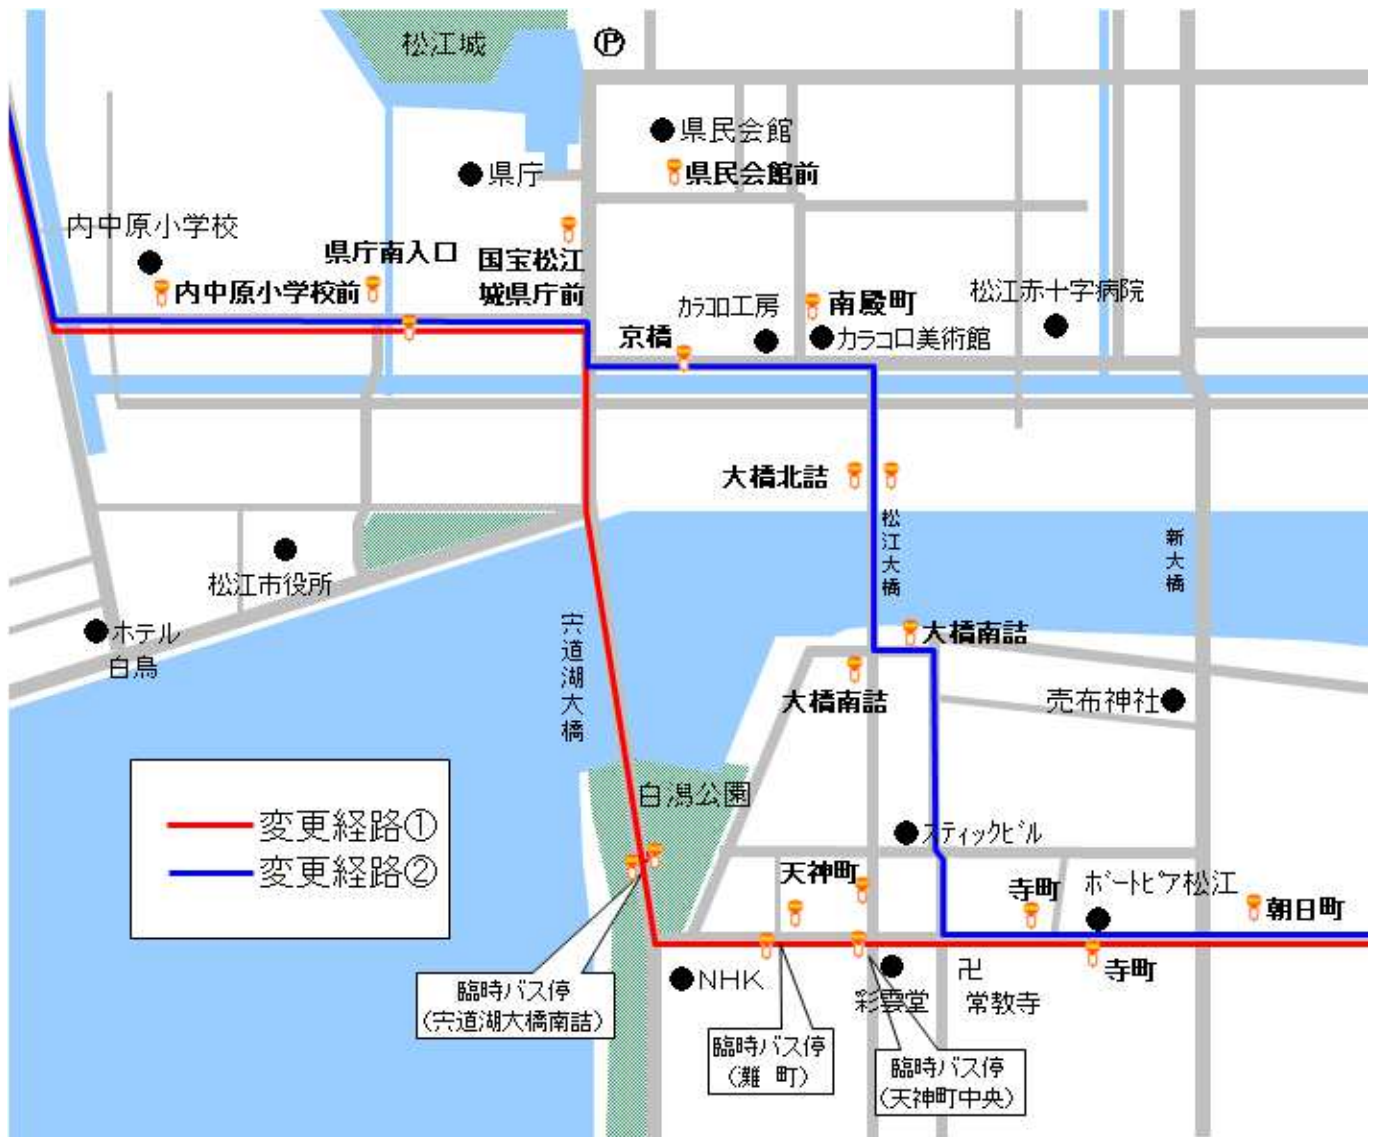 松江城
Ⓟ
県民会館
県民会館前
県庁
内中原小学校
県庁南入口
国宝松江
城県庁前
内中原小学校前
カラコロ工房
南殿町
松江赤十字病院
京橋
カラコロ美術館
大橋北詰
松江大橋
新大橋
松江市役所
ホテル
白鳥
宍道湖大橋
大橋南詰
大橋南詰
売布神社
白潟公園
変更経路①
変更経路②
スティックビル
天神町
寺町
ボートピア松江
朝日町
臨時バス停
(宍道湖大橋南詰)
NHK
彩雲堂
卍
常教寺
寺町
臨時バス停
(灘 町)
臨時バス停
(天神町中央)